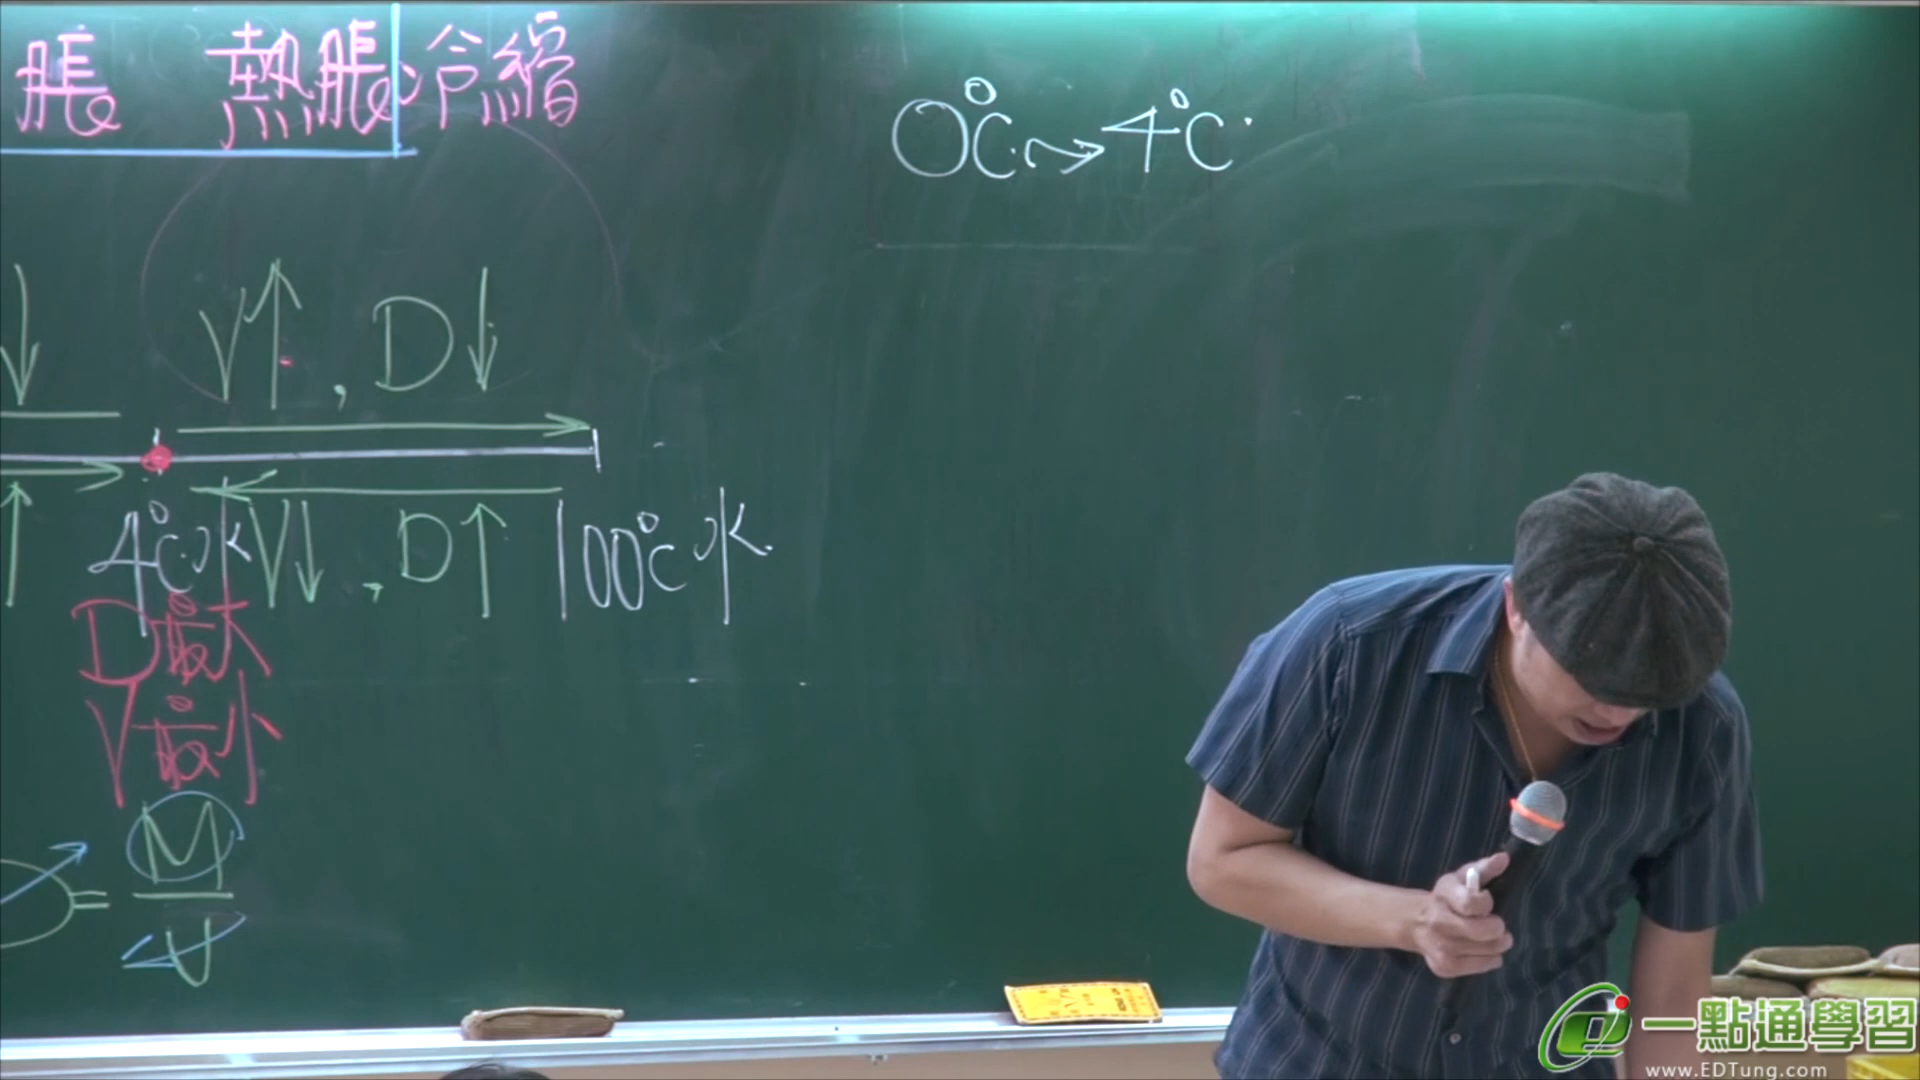 脹 熱脹冷縮
0°C→4°C
↓ V↑, D↓
↑ 4°C水 V↓, D↑ 100°C水
D最大
V最小
= M
V
一點通學習
www.EDTung.com